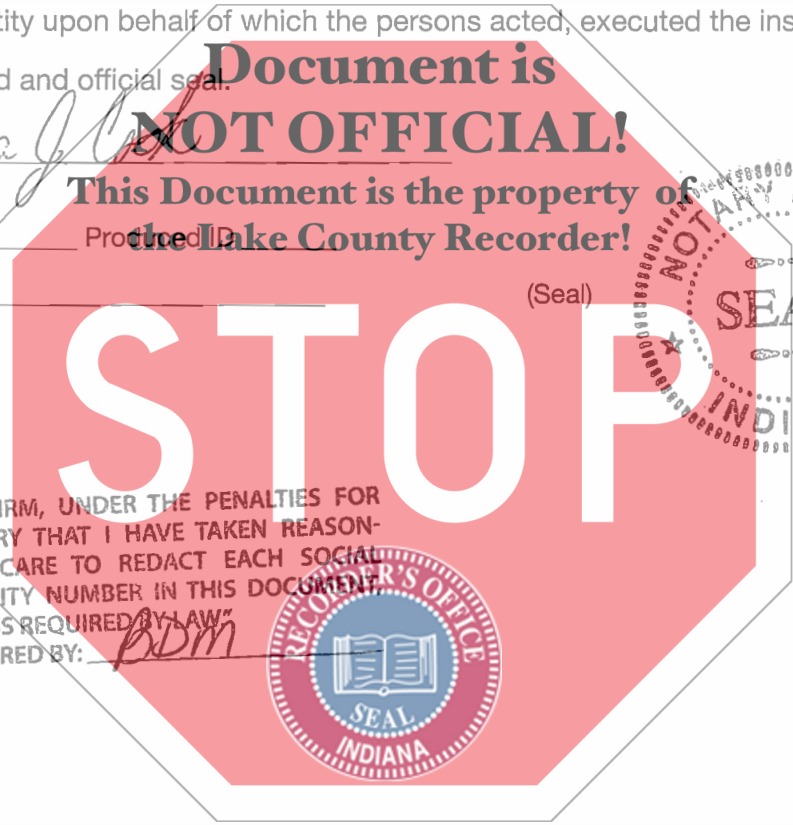 tity upon behalf of which the persons acted, executed the ins
Document is
d and official seal.
NOT OFFICIAL!
This Document is the property of
the Lake County Recorder!
Produced ID
(Seal)
NOTARY
SEA
INDI
STOP
IRM, UNDER THE PENALTIES FOR
RY THAT I HAVE TAKEN REASON-
CARE TO REDACT EACH SOCIAL
ITY NUMBER IN THIS DOCUMENT,
S REQUIRED BY LAW."
RED BY: BDM
RECORDER'S OFFICE
SEAL
INDIANA